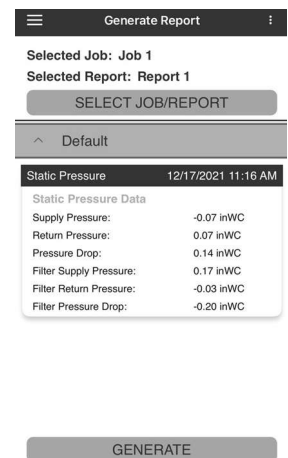 Generate Report
Selected Job: Job 1
Selected Report: Report 1
SELECT JOB/REPORT
Default
Static Pressure 12/17/2021 11:16 AM
Static Pressure Data
Supply Pressure: -0.07 inWC
Return Pressure: 0.07 inWC
Pressure Drop: 0.14 inWC
Filter Supply Pressure: 0.17 inWC
Filter Return Pressure: -0.03 inWC
Filter Pressure Drop: -0.20 inWC
GENERATE